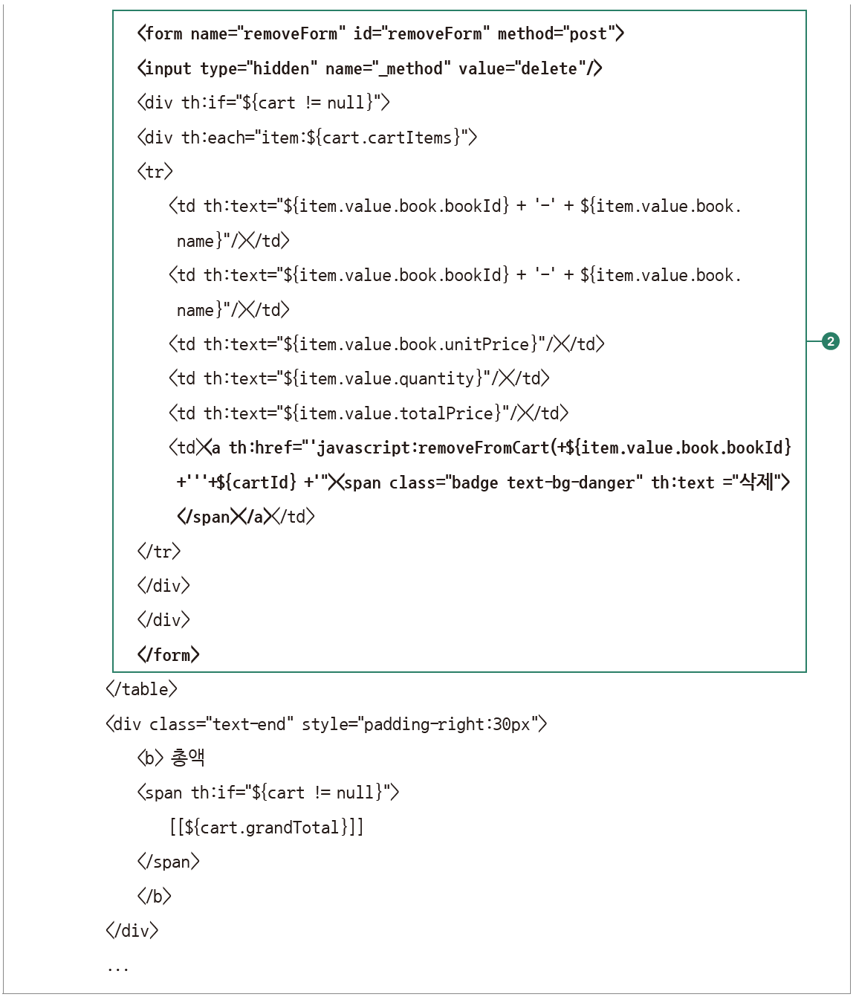 <form name="removeForm" id="removeForm" method="post">
<input type="hidden" name="_method" value="delete"/>
<div th:if="${cart != null}">
<div th:each="item:${cart.cartItems}">
<tr>
<td th:text="${item.value.book.bookId} + '-' + ${item.value.book.
name}"/></td>
<td th:text="${item.value.book.bookId} + '-' + ${item.value.book.
name}"/></td>
<td th:text="${item.value.book.unitPrice}"/></td>
<td th:text="${item.value.quantity}"/></td>
<td th:text="${item.value.totalPrice}"/></td>
<td><a th:href="'javascript:removeFromCart(+${item.value.book.bookId}
+'''+${cartId} +'"><span class="badge text-bg-danger" th:text ="삭제">
</span></a></td>
</tr>
</div>
</div>
</form>
2
</table>
<div class="text-end" style="padding-right:30px">
<b> 총액
<span th:if="${cart != null}">
[[${cart.grandTotal}]]
</span>
</b>
</div>
...